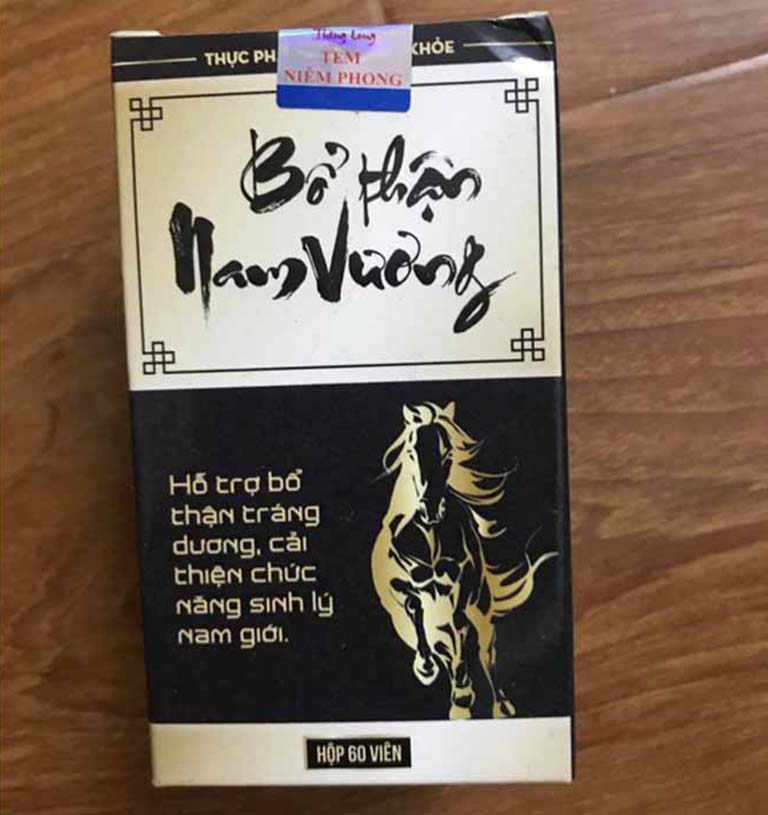 Thăng Long
THỰC PH KHỎE
TEM
NIÊM PHONG
Bổ thận
Nam Vương
Hỗ trợ bổ
thận tráng
dương, cải
thiện chức
năng sinh lý
nam giới.
HỘP 60 VIÊN